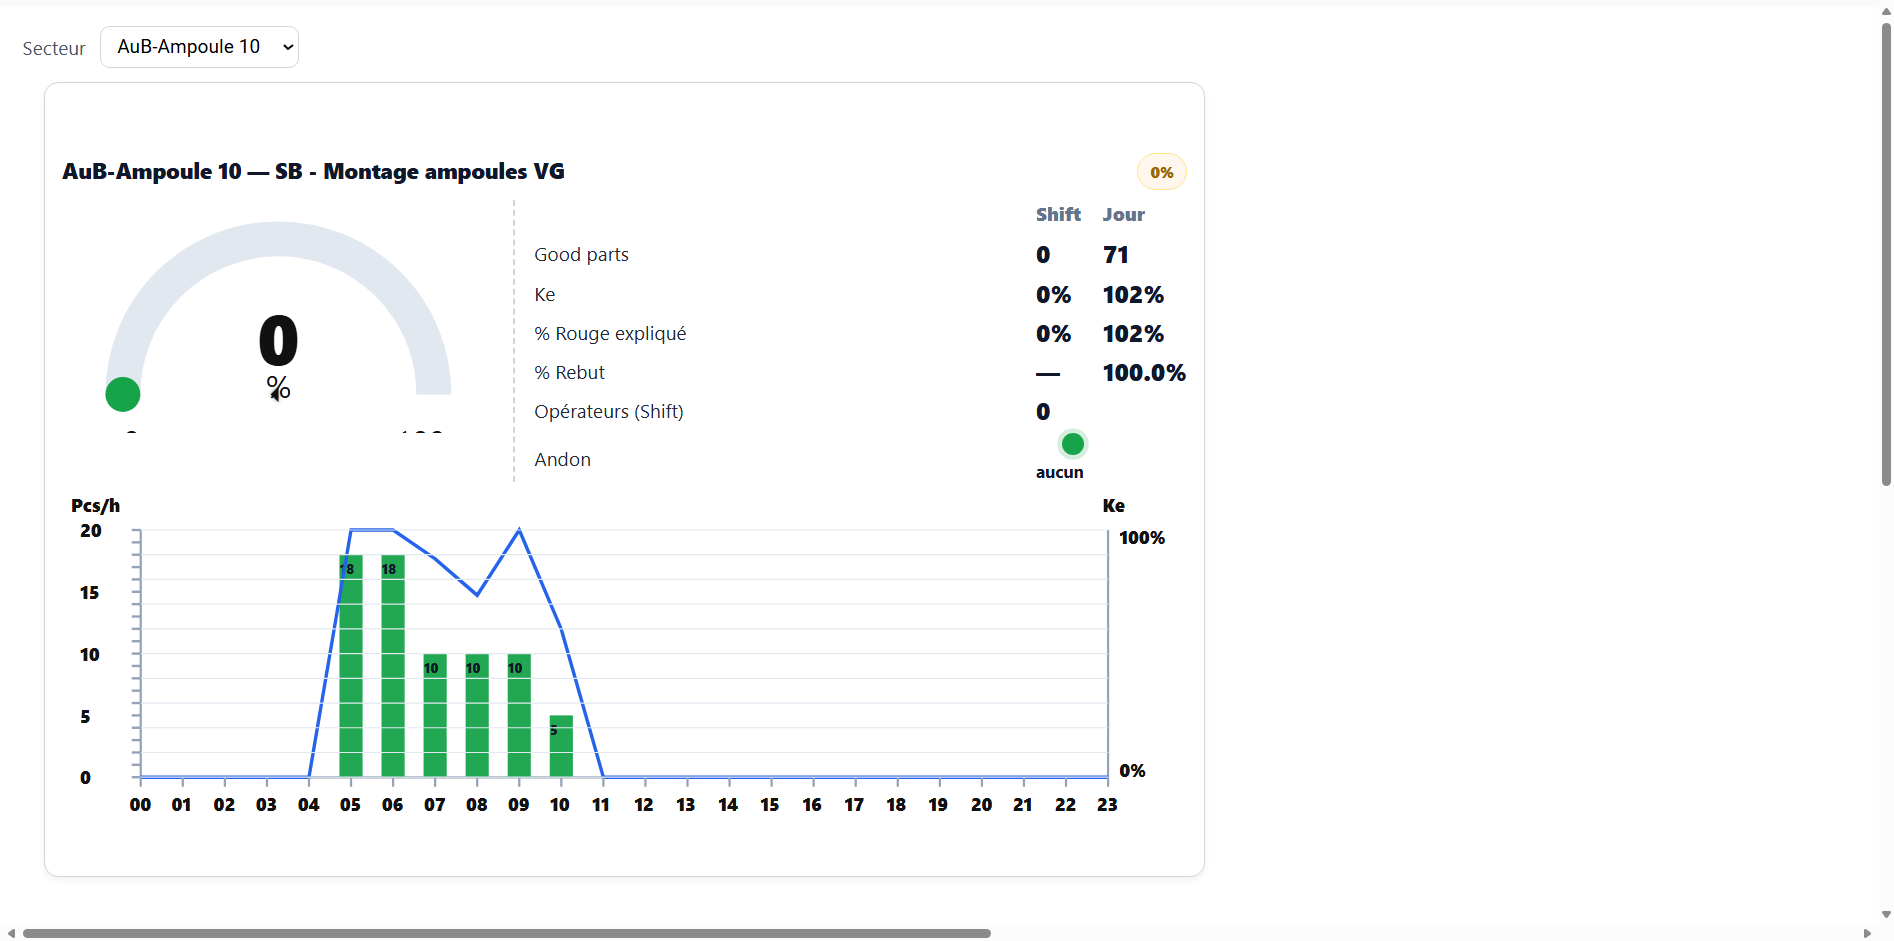 Secteur AuB-Ampoule 10
AuB-Ampoule 10 — SB - Montage ampoules VG 0%
Shift Jour
Good parts 0 71
Ke 0% 102%
% Rouge expliqué 0% 102%
% Rebut — 100.0%
Opérateurs (Shift) 0
Andon aucun
0
%
Pcs/h Ke
20 100%
15
10
5
0 0%
18 18 10 10 10 5
00 01 02 03 04 05 06 07 08 09 10 11 12 13 14 15 16 17 18 19 20 21 22 23